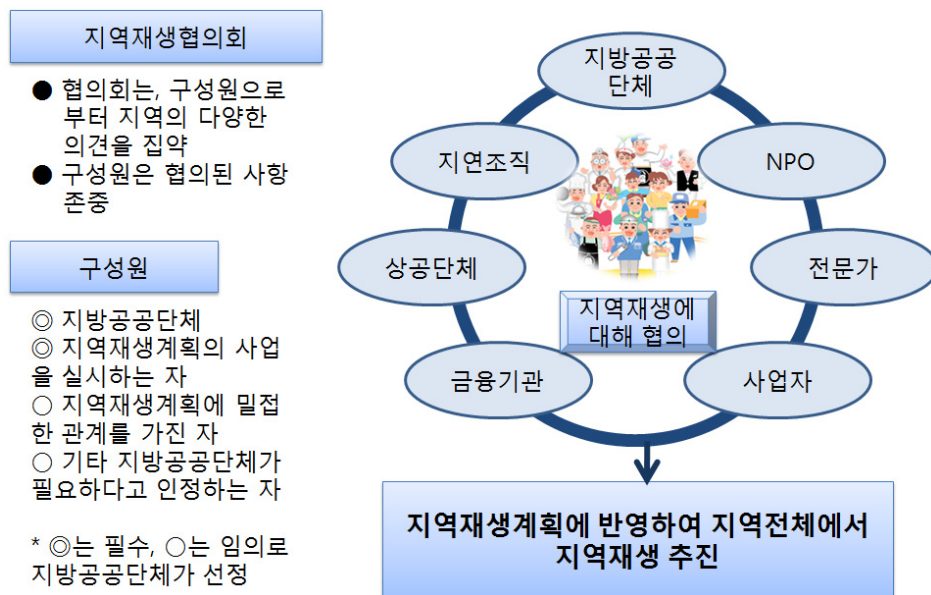 지역재생협의회
● 협의회는, 구성원으로
부터 지역의 다양한
의견을 집약
● 구성원은 협의된 사항
존중
구성원
◎ 지방공공단체
◎ 지역재생계획의 사업
을 실시하는 자
○ 지역재생계획에 밀접
한 관계를 가진 자
○ 기타 지방공공단체가
필요하다고 인정하는 자
* ◎는 필수, ○는 임의로
지방공공단체가 선정
지방공공
단체
지연조직
NPO
상공단체
전문가
지역재생에
대해 협의
금융기관
사업자
지역재생계획에 반영하여 지역전체에서
지역재생 추진